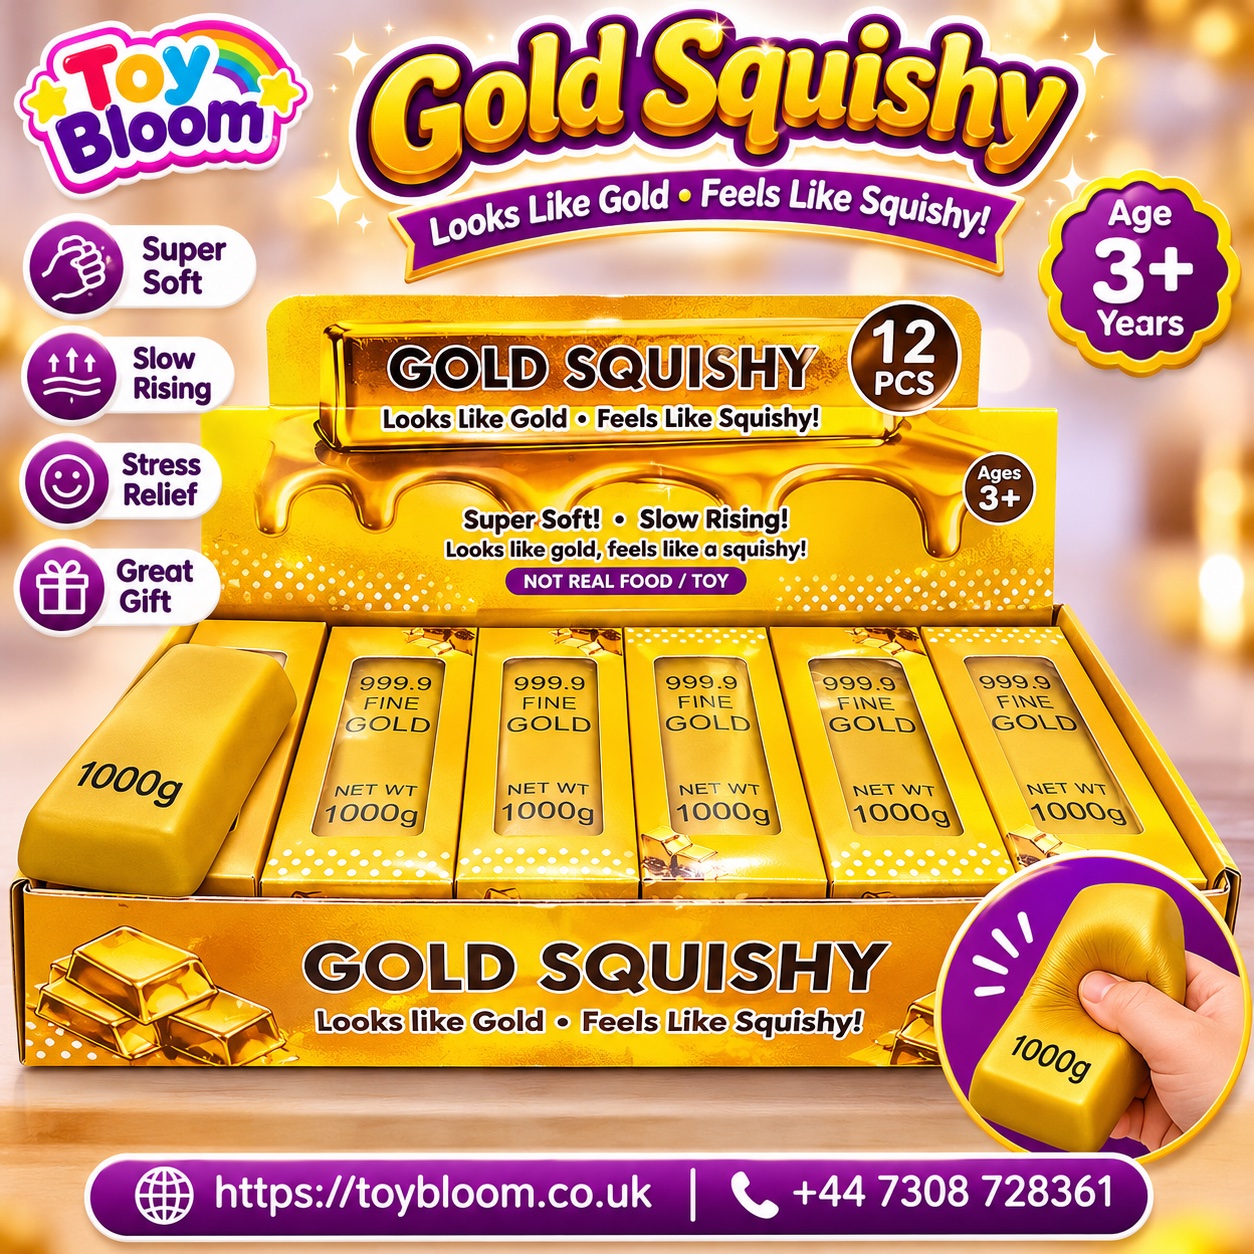 Toy
Bloom
Gold Squishy
Looks Like Gold • Feels Like Squishy!
Age
3+
Years
Super
Soft
Slow
Rising
Stress
Relief
Great
Gift
GOLD SQUISHY
12
PCS
Looks Like Gold • Feels Like Squishy!
Ages
3+
Super Soft! • Slow Rising!
Looks like gold, feels like a squishy!
NOT REAL FOOD / TOY
1000g
999.9
FINE
GOLD
NET WT
1000g
999.9
FINE
GOLD
NET WT
1000g
999.9
FINE
GOLD
NET WT
1000g
999.9
FINE
GOLD
NET WT
1000g
999.9
FINE
GOLD
NET WT
1000g
GOLD SQUISHY
Looks like Gold • Feels Like Squishy!
1000g
https://toybloom.co.uk | +44 7308 728361